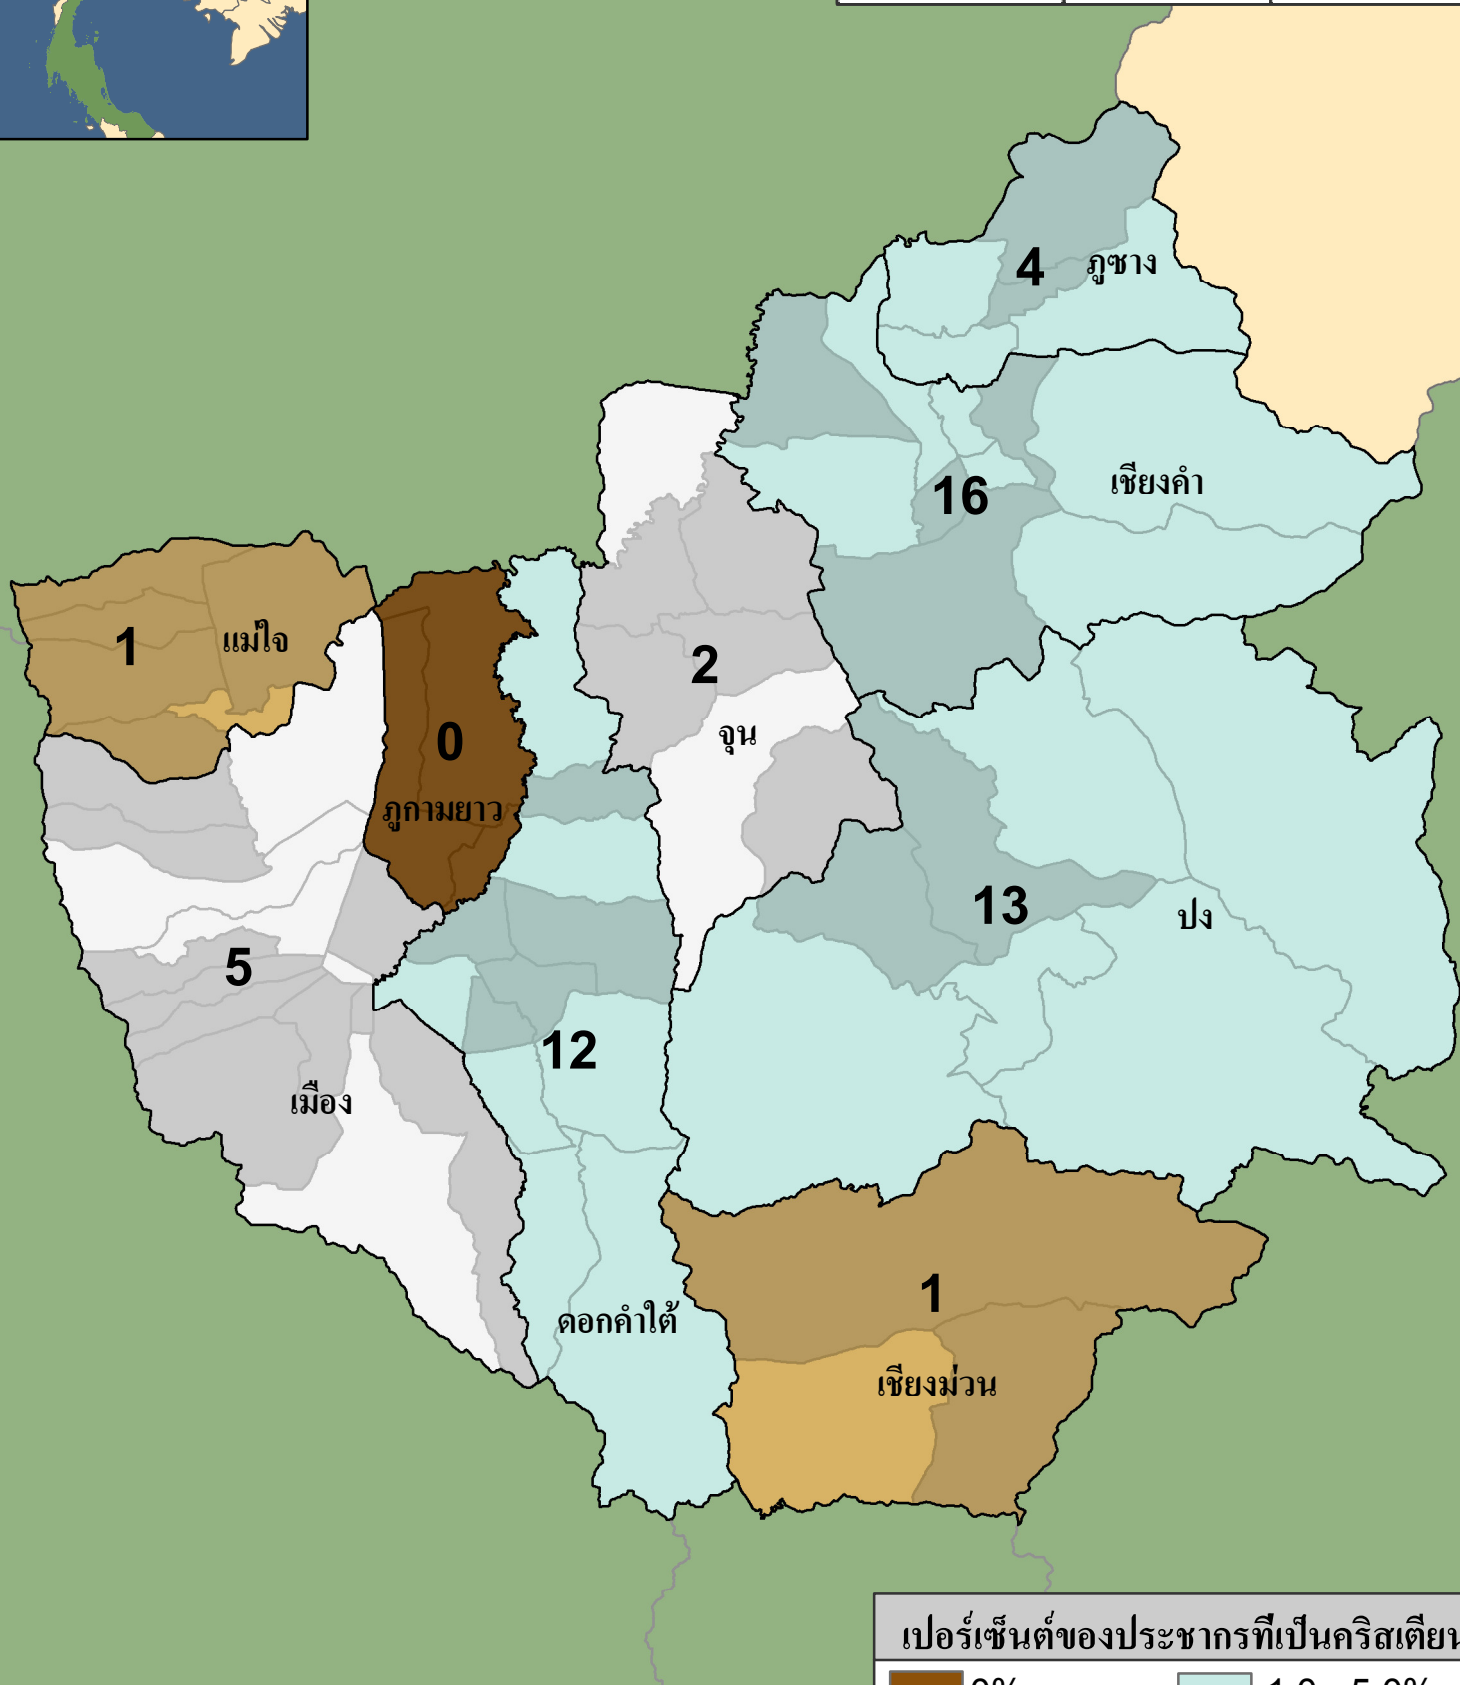 4
ภูซาง
16
เชียงคำ
1
แม่ใจ
2
จุน
0
ภูกามยาว
13
ปง
5
12
เมือง
1
ดอกคำใต้
เชียงม่วน
เปอร์เซ็นต์ของประชากรที่เป็นคริสเตียน